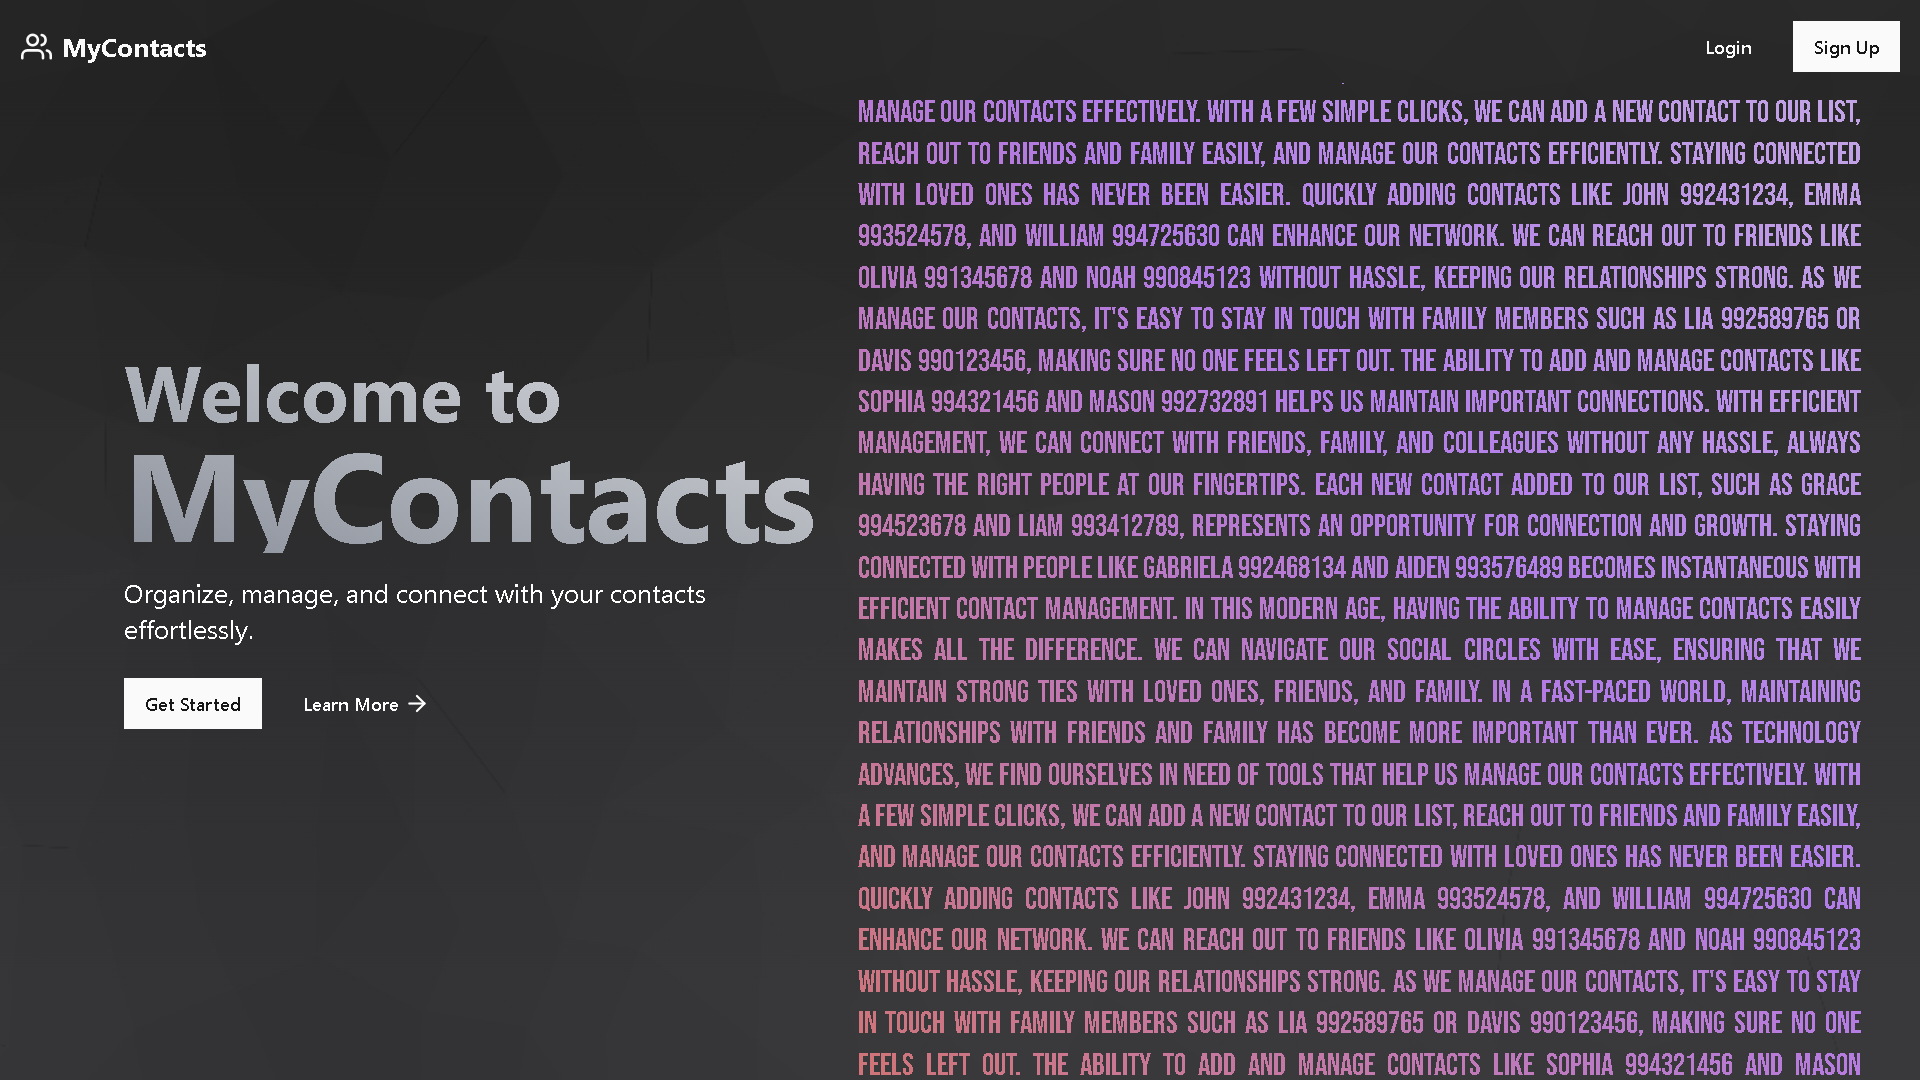 MyContacts
Login
Sign Up
Welcome to
MyContacts
Organize, manage, and connect with your contacts
effortlessly.
Get Started
Learn More
MANAGE OUR CONTACTS EFFECTIVELY. WITH A FEW SIMPLE CLICKS, WE CAN ADD A NEW CONTACT TO OUR LIST,
REACH OUT TO FRIENDS AND FAMILY EASILY, AND MANAGE OUR CONTACTS EFFICIENTLY. STAYING CONNECTED
WITH LOVED ONES HAS NEVER BEEN EASIER. QUICKLY ADDING CONTACTS LIKE JOHN 992431234, EMMA
993524578, AND WILLIAM 994725630 CAN ENHANCE OUR NETWORK. WE CAN REACH OUT TO FRIENDS LIKE
OLIVIA 991345678 AND NOAH 990845123 WITHOUT HASSLE, KEEPING OUR RELATIONSHIPS STRONG. AS WE
MANAGE OUR CONTACTS, IT'S EASY TO STAY IN TOUCH WITH FAMILY MEMBERS SUCH AS LIA 992589765 OR
DAVIS 990123456, MAKING SURE NO ONE FEELS LEFT OUT. THE ABILITY TO ADD AND MANAGE CONTACTS LIKE
SOPHIA 994321456 AND MASON 992732891 HELPS US MAINTAIN IMPORTANT CONNECTIONS. WITH EFFICIENT
MANAGEMENT, WE CAN CONNECT WITH FRIENDS, FAMILY, AND COLLEAGUES WITHOUT ANY HASSLE, ALWAYS
HAVING THE RIGHT PEOPLE AT OUR FINGERTIPS. EACH NEW CONTACT ADDED TO OUR LIST, SUCH AS GRACE
994523678 AND LIAM 993412789, REPRESENTS AN OPPORTUNITY FOR CONNECTION AND GROWTH. STAYING
CONNECTED WITH PEOPLE LIKE GABRIELA 992468134 AND AIDEN 993576489 BECOMES INSTANTANEOUS WITH
EFFICIENT CONTACT MANAGEMENT. IN THIS MODERN AGE, HAVING THE ABILITY TO MANAGE CONTACTS EASILY
MAKES ALL THE DIFFERENCE. WE CAN NAVIGATE OUR SOCIAL CIRCLES WITH EASE, ENSURING THAT WE
MAINTAIN STRONG TIES WITH LOVED ONES, FRIENDS, AND FAMILY. IN A FAST-PACED WORLD, MAINTAINING
RELATIONSHIPS WITH FRIENDS AND FAMILY HAS BECOME MORE IMPORTANT THAN EVER. AS TECHNOLOGY
ADVANCES, WE FIND OURSELVES IN NEED OF TOOLS THAT HELP US MANAGE OUR CONTACTS EFFECTIVELY. WITH
A FEW SIMPLE CLICKS, WE CAN ADD A NEW CONTACT TO OUR LIST, REACH OUT TO FRIENDS AND FAMILY EASILY,
AND MANAGE OUR CONTACTS EFFICIENTLY. STAYING CONNECTED WITH LOVED ONES HAS NEVER BEEN EASIER.
QUICKLY ADDING CONTACTS LIKE JOHN 992431234, EMMA 993524578, AND WILLIAM 994725630 CAN
ENHANCE OUR NETWORK. WE CAN REACH OUT TO FRIENDS LIKE OLIVIA 991345678 AND NOAH 990845123
WITHOUT HASSLE, KEEPING OUR RELATIONSHIPS STRONG. AS WE MANAGE OUR CONTACTS, IT'S EASY TO STAY
IN TOUCH WITH FAMILY MEMBERS SUCH AS LIA 992589765 OR DAVIS 990123456, MAKING SURE NO ONE
FEELS LEFT OUT. THE ABILITY TO ADD AND MANAGE CONTACTS LIKE SOPHIA 994321456 AND MASON